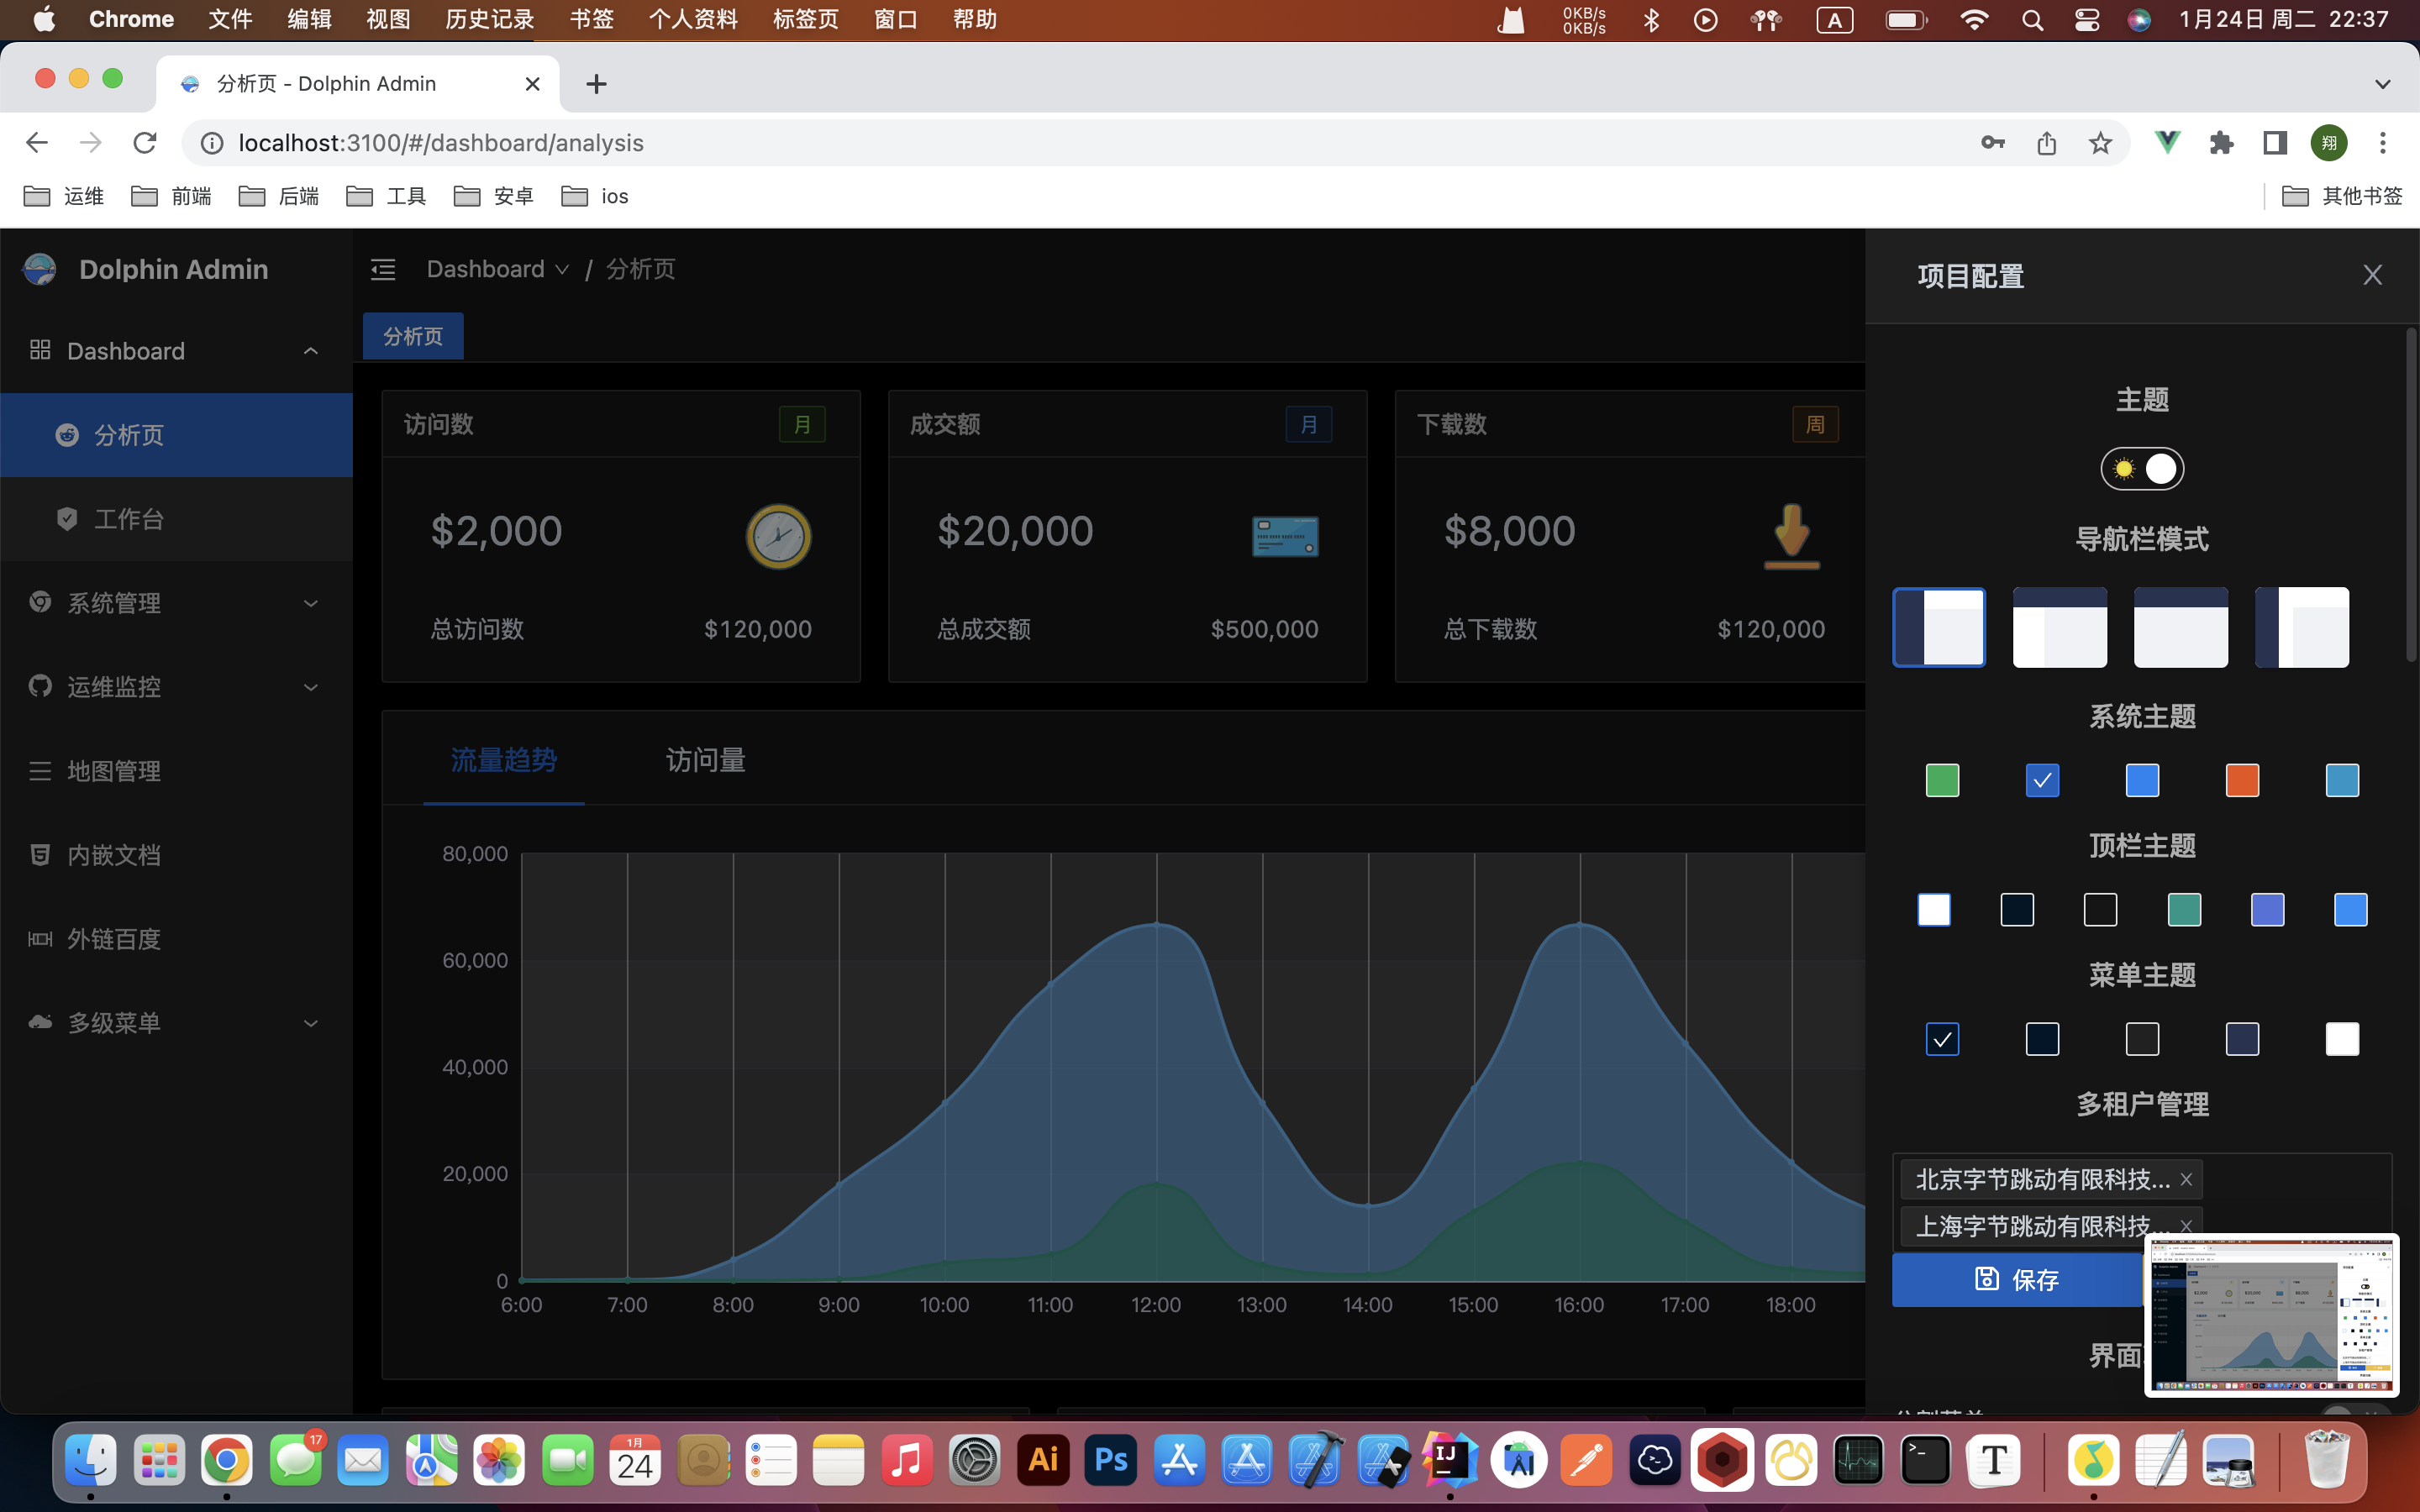 Chrome 文件 编辑 视图 历史记录 书签 个人资料 标签页 窗口 帮助
0KB/s
0KB/s
A
1月24日 周二 22:37
分析页 - Dolphin Admin
localhost:3100/#/dashboard/analysis
翔
运维 前端 后端 工具 安卓 ios 其他书签
Dolphin Admin
Dashboard
分析页
工作台
系统管理
运维监控
地图管理
内嵌文档
外链百度
多级菜单
Dashboard / 分析页
分析页
访问数 月
$2,000
总访问数 $120,000
成交额 月
$20,000
总成交额 $500,000
下载数 周
$8,000
总下载数 $120,000
流量趋势 访问量
80,000
60,000
40,000
20,000
0
6:00 7:00 8:00 9:00 10:00 11:00 12:00 13:00 14:00 15:00 16:00 17:00 18:00
项目配置
主题
导航栏模式
系统主题
顶栏主题
菜单主题
多租户管理
北京字节跳动有限科技...
上海字节跳动有限科技...
保存
界面
17
1月
24
Ai
Ps
IJ
T